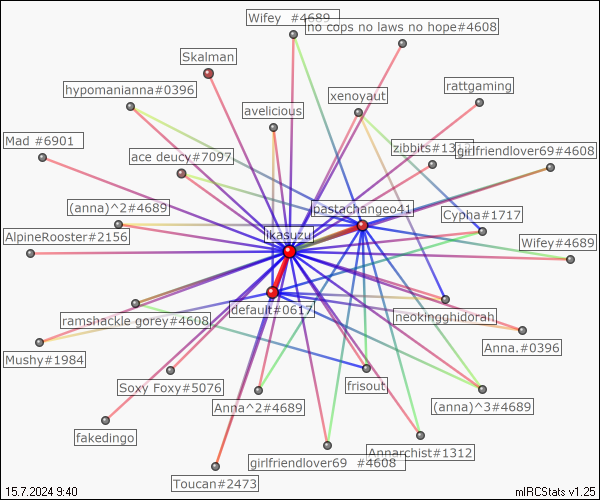 Wifey #4689
no cops no laws no hope#4608
Skalman
rattgaming
hypomanianna#0396
xenoyaut
avelicious
Mad #6901
zibbits#13
girlfriendlover69#4608
ace deucy#7097
(anna)^2#4689
pastachangeo41
Cypha#1717
AlpineRooster#2156
ikasuzu
Wifey#4689
default#0617
ramshackle gorey#4608
neokingghidorah
Anna.#0396
Mushy#1984
Soxy Foxy#5076
frisout
Anna^2#4689
(anna)^3#4689
fakedingo
Annarchist#1312
girlfriendlover69 #4608
Toucan#2473
15.7.2024 9:40
mIRCStats v1.25